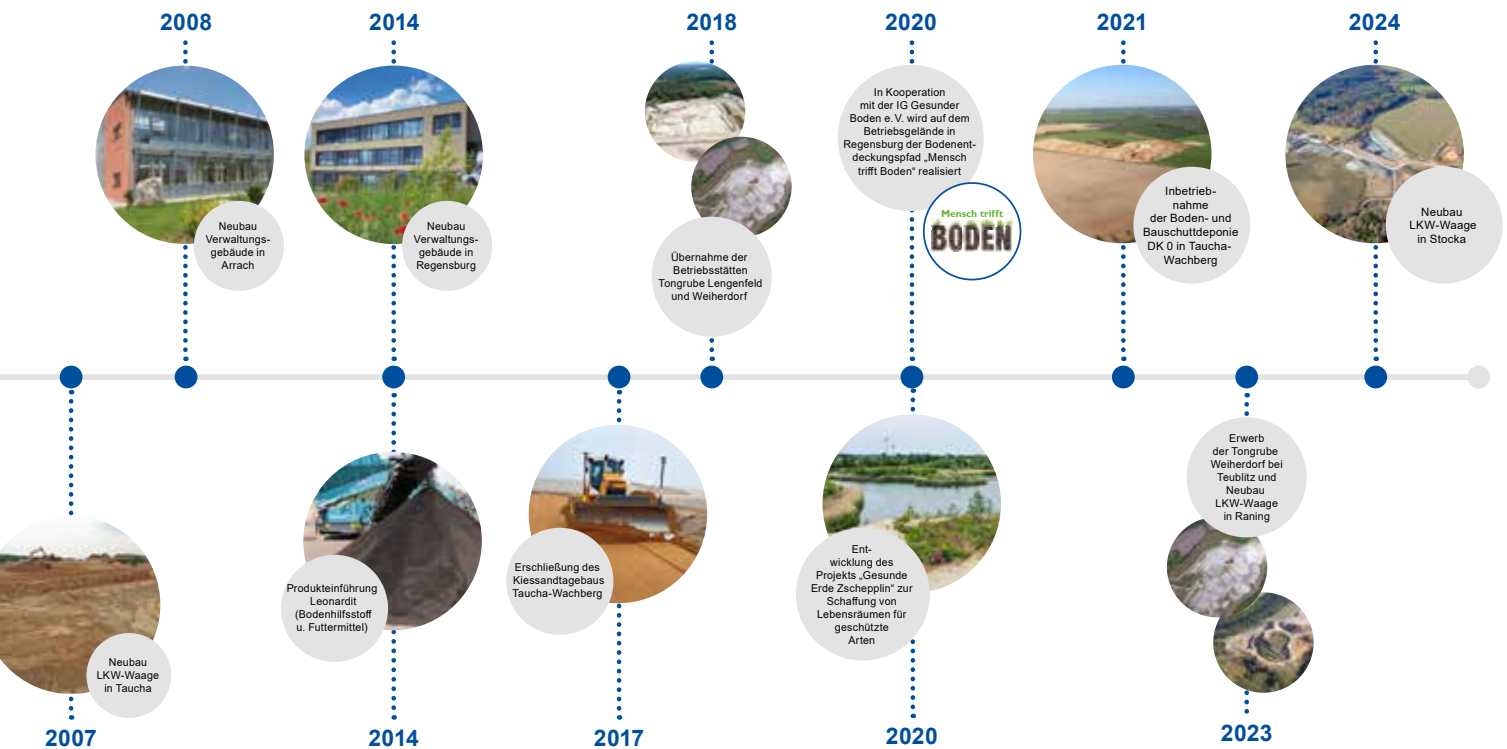 2008
2014
2018
2020
2021
2024
Neubau
Verwaltungs-
gebäude in
Arrach
Neubau
Verwaltungs-
gebäude in
Regensburg
Übernahme der
Betriebsstätten
Tongrube Lengenfeld
und Weiherdorf
In Kooperation
mit der IG Gesunder
Boden e. V. wird auf dem
Betriebsgelände in
Regensburg der Bodenent-
deckungspfad „Mensch
trifft Boden“ realisiert
Mensch trifft
BODEN
Inbetrieb-
nahme
der Boden- und
Bauschuttdeponie
DK 0 in Taucha-
Wachberg
Neubau
LKW-Waage
in Stocka
Neubau
LKW-Waage
in Taucha
Produkteinführung
Leonardit
(Bodenhilfsstoff
u. Futtermittel)
Erschließung des
Kiessandtagebaus
Taucha-Wachberg
Ent-
wicklung des
Projekts „Gesunde
Erde Zschepplin“ zur
Schaffung von
Lebensräumen für
geschützte
Arten
Erwerb
der Tongrube
Weiherdorf bei
Teublitz und
Neubau
LKW-Waage
in Raning
2007
2014
2017
2020
2023